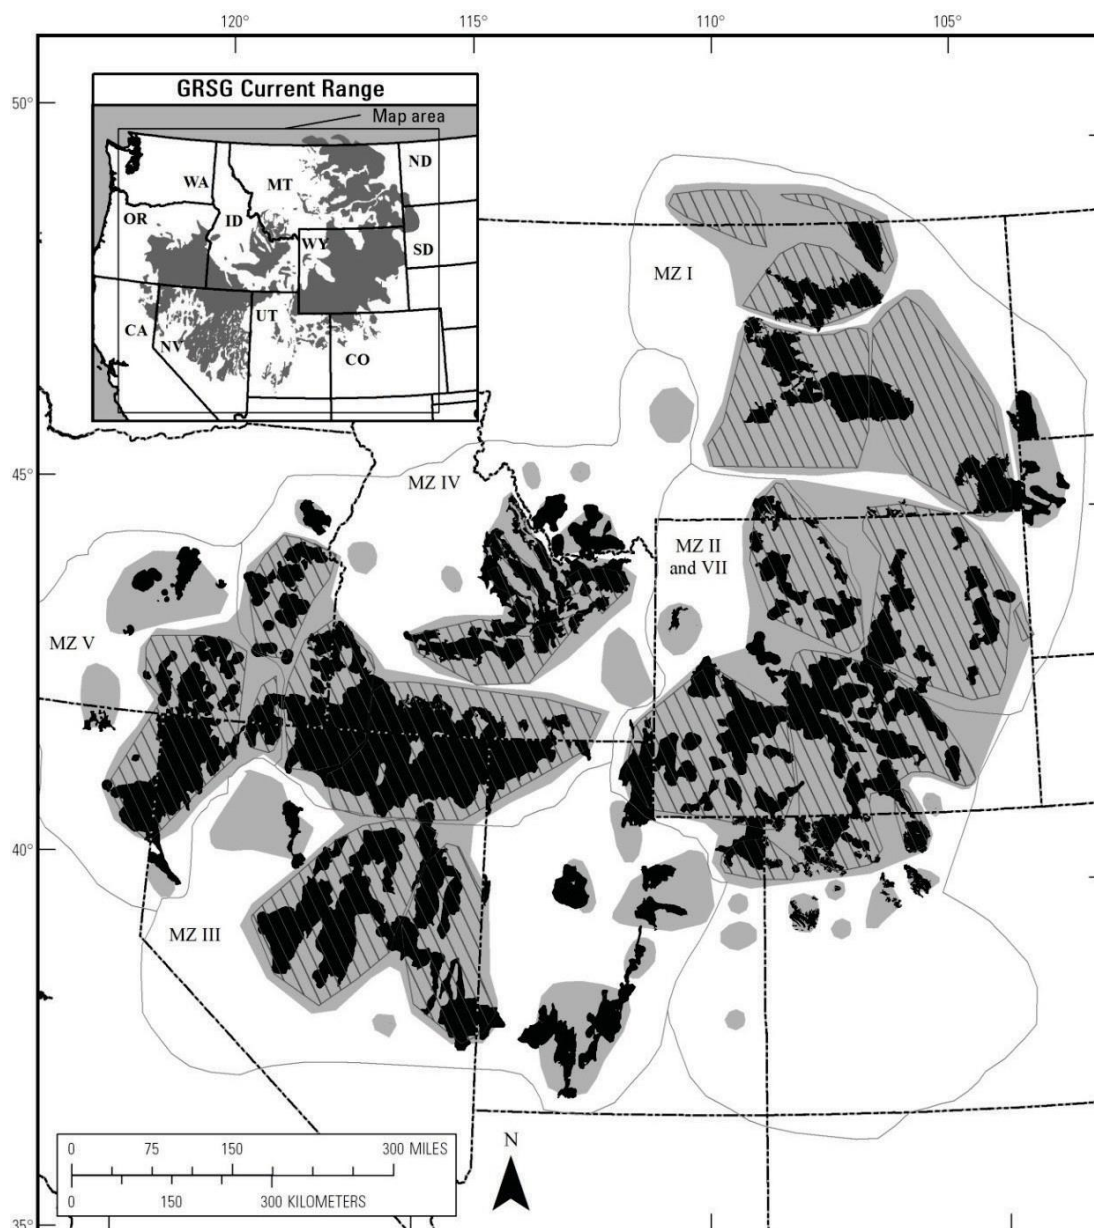 120°
115°
110°
105°
50°
GRSG Current Range
Map area
WA
MT
ND
OR
ID
WY
SD
CA
NV
UT
CO
MZ I
45°
MZ IV
MZ II
and VII
MZ V
40°
MZ III
0 75 150 300 MILES
0 150 300 KILOMETERS
N
35°
115°
110°